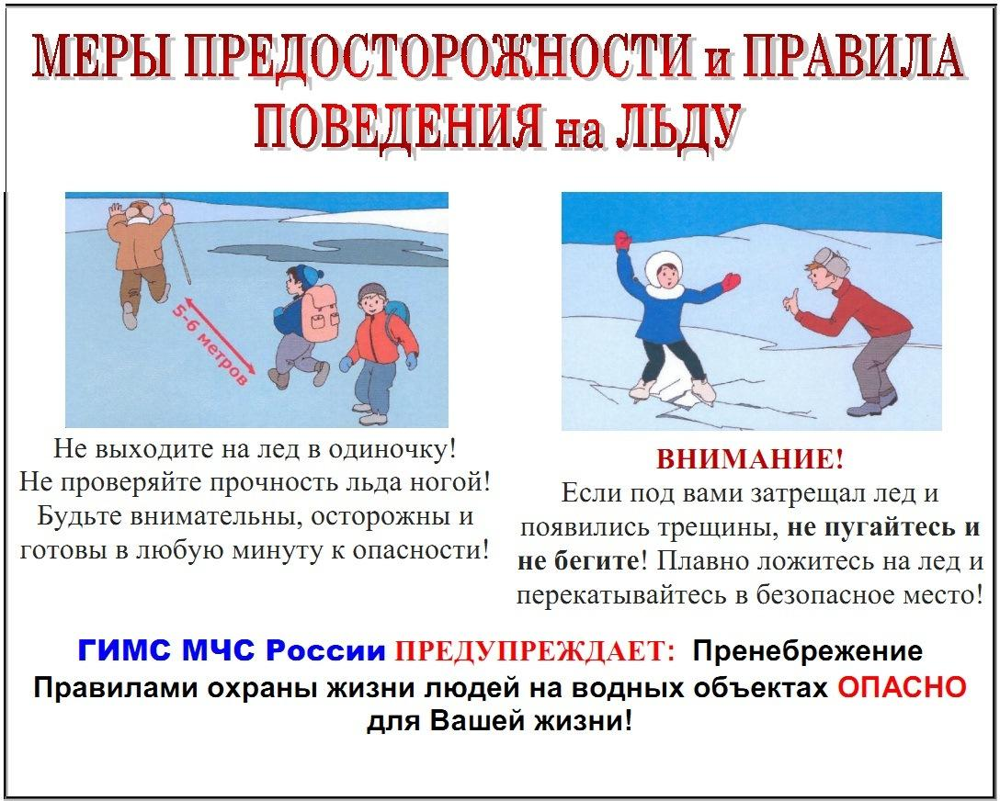 МЕРЫ ПРЕДОСТОРОЖНОСТИ и ПРАВИЛА
ПОВЕДЕНИЯ на ЛЬДУ
5-6 метров
Не выходите на лед в одиночку!
Не проверяйте прочность льда ногой!
Будьте внимательны, осторожны и
готовы в любую минуту к опасности!
ВНИМАНИЕ!
Если под вами затрещал лед и
появились трещины, не пугайтесь и
не бегите! Плавно ложитесь на лед и
перекатывайтесь в безопасное место!
ГИМС МЧС России ПРЕДУПРЕЖДАЕТ: Пренебрежение
Правилами охраны жизни людей на водных объектах ОПАСНО
для Вашей жизни!